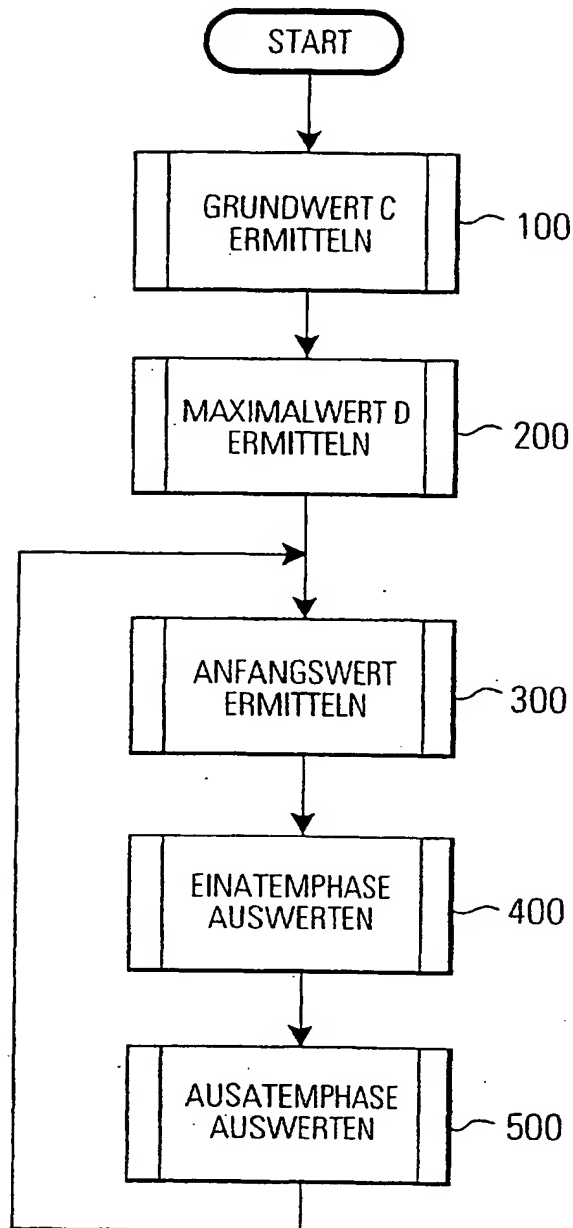 START
GRUNDWERT C
ERMITTELN
100
MAXIMALWERT D
ERMITTELN
200
ANFANGSWERT
ERMITTELN
300
EINATEMPHASE
AUSWERTEN
400
AUSATEMPHASE
AUSWERTEN
500